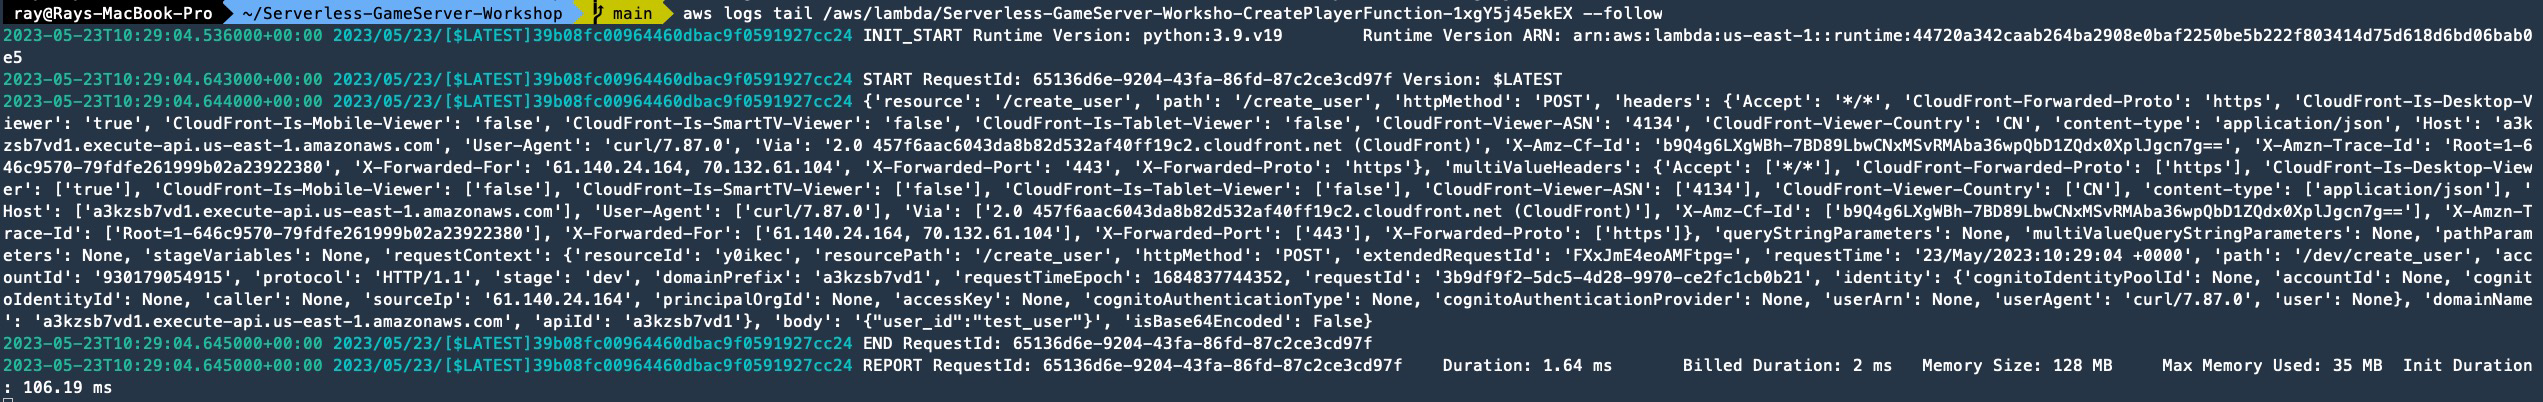 ray@Rays-MacBook-Pro ~/Serverless-GameServer-Workshop main aws logs tail /aws/lambda/Serverless-GameServer-Worksho-CreatePlayerFunction-1xgY5j45ekEX --follow
2023-05-23T10:29:04.536000+00:00 2023/05/23/[$LATEST]39b08fc00964460dbac9f0591927cc24 INIT_START Runtime Version: python:3.9.v19 Runtime Version ARN: arn:aws:lambda:us-east-1::runtime:44720a342caab264ba2908e0baf2250be5b222f803414d75d618d6bd06bab0
e5
2023-05-23T10:29:04.643000+00:00 2023/05/23/[$LATEST]39b08fc00964460dbac9f0591927cc24 START RequestId: 65136d6e-9204-43fa-86fd-87c2ce3cd97f Version: $LATEST
2023-05-23T10:29:04.644000+00:00 2023/05/23/[$LATEST]39b08fc00964460dbac9f0591927cc24 {'resource': '/create_user', 'path': '/create_user', 'httpMethod': 'POST', 'headers': {'Accept': '*/*', 'CloudFront-Forwarded-Proto': 'https', 'CloudFront-Is-Desktop-V
iewer': 'true', 'CloudFront-Is-Mobile-Viewer': 'false', 'CloudFront-Is-SmartTV-Viewer': 'false', 'CloudFront-Is-Tablet-Viewer': 'false', 'CloudFront-Viewer-ASN': '4134', 'CloudFront-Viewer-Country': 'CN', 'content-type': 'application/json', 'Host': 'a3k
zsb7vd1.execute-api.us-east-1.amazonaws.com', 'User-Agent': 'curl/7.87.0', 'Via': '2.0 457f6aac6043da8b82d532af40ff19c2.cloudfront.net (CloudFront)', 'X-Amz-Cf-Id': 'b9Q4g6LXgWBh-7BD89LbwCNxMSvRMAba36wpQbD1ZQdx0XplJgcn7g==', 'X-Amzn-Trace-Id': 'Root=1-6
46c9570-79fdfe261999b02a23922380', 'X-Forwarded-For': '61.140.24.164, 70.132.61.104', 'X-Forwarded-Port': '443', 'X-Forwarded-Proto': 'https'}, 'multiValueHeaders': {'Accept': ['*/*'], 'CloudFront-Forwarded-Proto': ['https'], 'CloudFront-Is-Desktop-View
er': ['true'], 'CloudFront-Is-Mobile-Viewer': ['false'], 'CloudFront-Is-SmartTV-Viewer': ['false'], 'CloudFront-Is-Tablet-Viewer': ['false'], 'CloudFront-Viewer-ASN': ['4134'], 'CloudFront-Viewer-Country': ['CN'], 'content-type': ['application/json'], '
Host': ['a3kzsb7vd1.execute-api.us-east-1.amazonaws.com'], 'User-Agent': ['curl/7.87.0'], 'Via': ['2.0 457f6aac6043da8b82d532af40ff19c2.cloudfront.net (CloudFront)'], 'X-Amz-Cf-Id': ['b9Q4g6LXgWBh-7BD89LbwCNxMSvRMAba36wpQbD1ZQdx0XplJgcn7g=='], 'X-Amzn-T
race-Id': ['Root=1-646c9570-79fdfe261999b02a23922380'], 'X-Forwarded-For': ['61.140.24.164, 70.132.61.104'], 'X-Forwarded-Port': ['443'], 'X-Forwarded-Proto': ['https']}, 'queryStringParameters': None, 'multiValueQueryStringParameters': None, 'pathParam
eters': None, 'stageVariables': None, 'requestContext': {'resourceId': 'y0ikec', 'resourcePath': '/create_user', 'httpMethod': 'POST', 'extendedRequestId': 'FXxJmE4eoAMFtpg=', 'requestTime': '23/May/2023:10:29:04 +0000', 'path': '/dev/create_user', 'acc
ountId': '930179054915', 'protocol': 'HTTP/1.1', 'stage': 'dev', 'domainPrefix': 'a3kzsb7vd1', 'requestTimeEpoch': 1684837744352, 'requestId': '3b9df9f2-5dc5-4d28-9970-ce2fc1cb0b21', 'identity': {'cognitoIdentityPoolId': None, 'accountId': None, 'cognit
oIdentityId': None, 'caller': None, 'sourceIp': '61.140.24.164', 'principalOrgId': None, 'accessKey': None, 'cognitoAuthenticationType': None, 'cognitoAuthenticationProvider': None, 'userArn': None, 'userAgent': 'curl/7.87.0', 'user': None}, 'domainName
': 'a3kzsb7vd1.execute-api.us-east-1.amazonaws.com', 'apiId': 'a3kzsb7vd1'}, 'body': '{"user_id":"test_user"}', 'isBase64Encoded': False}
2023-05-23T10:29:04.645000+00:00 2023/05/23/[$LATEST]39b08fc00964460dbac9f0591927cc24 END RequestId: 65136d6e-9204-43fa-86fd-87c2ce3cd97f
2023-05-23T10:29:04.645000+00:00 2023/05/23/[$LATEST]39b08fc00964460dbac9f0591927cc24 REPORT RequestId: 65136d6e-9204-43fa-86fd-87c2ce3cd97f Duration: 1.64 ms Billed Duration: 2 ms Memory Size: 128 MB Max Memory Used: 35 MB Init Duration
: 106.19 ms